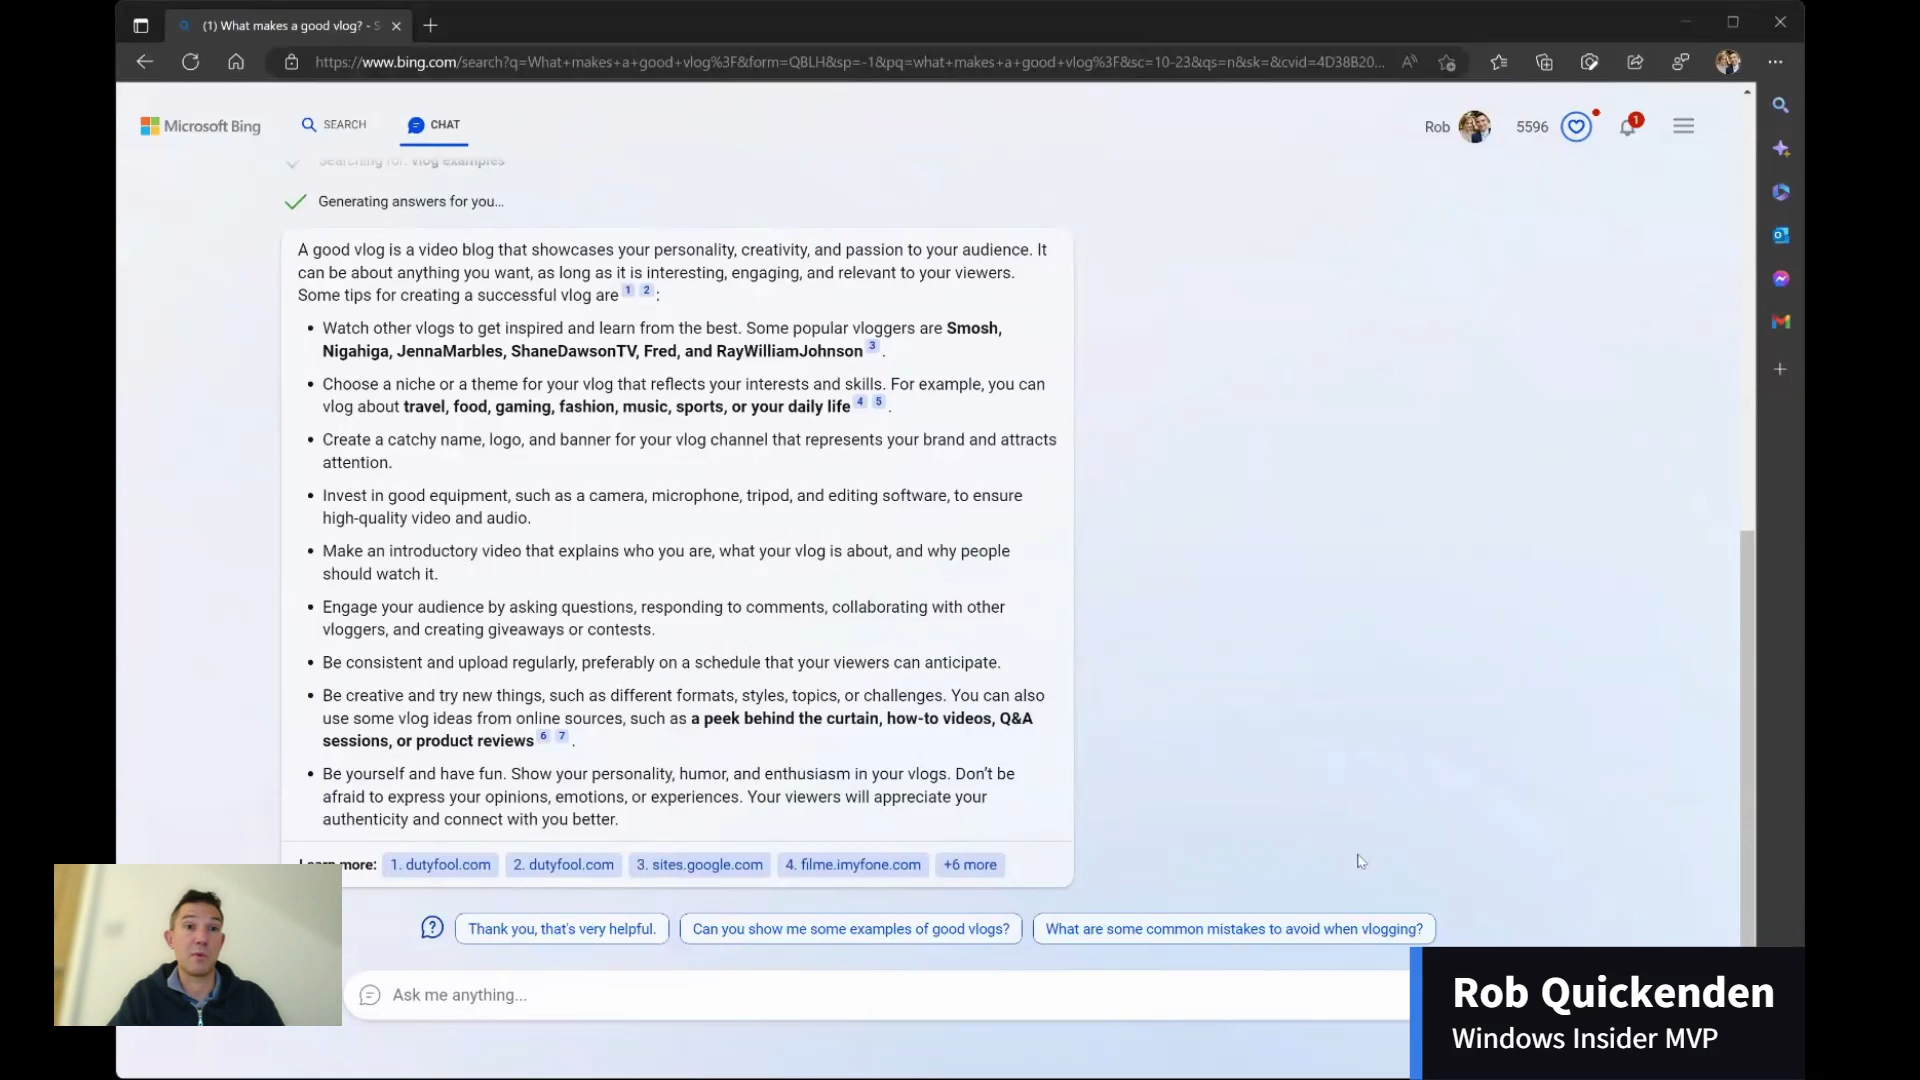 (1) What makes a good vlog? - S
https://www.bing.com/search?q=What+makes+a+good+vlog%3F&form=QBLH&sp=-1&pq=what+makes+a+good+vlog%3F&sc=10-23&qs=n&sk=&cvid=4D38B20...
Microsoft Bing
SEARCH
CHAT
Rob
5596
1
Searching for: vlog examples
Generating answers for you...
A good vlog is a video blog that showcases your personality, creativity, and passion to your audience. It
can be about anything you want, as long as it is interesting, engaging, and relevant to your viewers.
Some tips for creating a successful vlog are 1 2 :
• Watch other vlogs to get inspired and learn from the best. Some popular vloggers are Smosh,
Nigahiga, JennaMarbles, ShaneDawsonTV, Fred, and RayWilliamJohnson 3 .
• Choose a niche or a theme for your vlog that reflects your interests and skills. For example, you can
vlog about travel, food, gaming, fashion, music, sports, or your daily life 4 5 .
• Create a catchy name, logo, and banner for your vlog channel that represents your brand and attracts
attention.
• Invest in good equipment, such as a camera, microphone, tripod, and editing software, to ensure
high-quality video and audio.
• Make an introductory video that explains who you are, what your vlog is about, and why people
should watch it.
• Engage your audience by asking questions, responding to comments, collaborating with other
vloggers, and creating giveaways or contests.
• Be consistent and upload regularly, preferably on a schedule that your viewers can anticipate.
• Be creative and try new things, such as different formats, styles, topics, or challenges. You can also
use some vlog ideas from online sources, such as a peek behind the curtain, how-to videos, Q&A
sessions, or product reviews 6 7 .
• Be yourself and have fun. Show your personality, humor, and enthusiasm in your vlogs. Don't be
afraid to express your opinions, emotions, or experiences. Your viewers will appreciate your
authenticity and connect with you better.
Learn more: 1. dutyfool.com 2. dutyfool.com 3. sites.google.com 4. filme.imyfone.com +6 more
Thank you, that's very helpful.
Can you show me some examples of good vlogs?
What are some common mistakes to avoid when vlogging?
Ask me anything...
Rob Quickenden
Windows Insider MVP